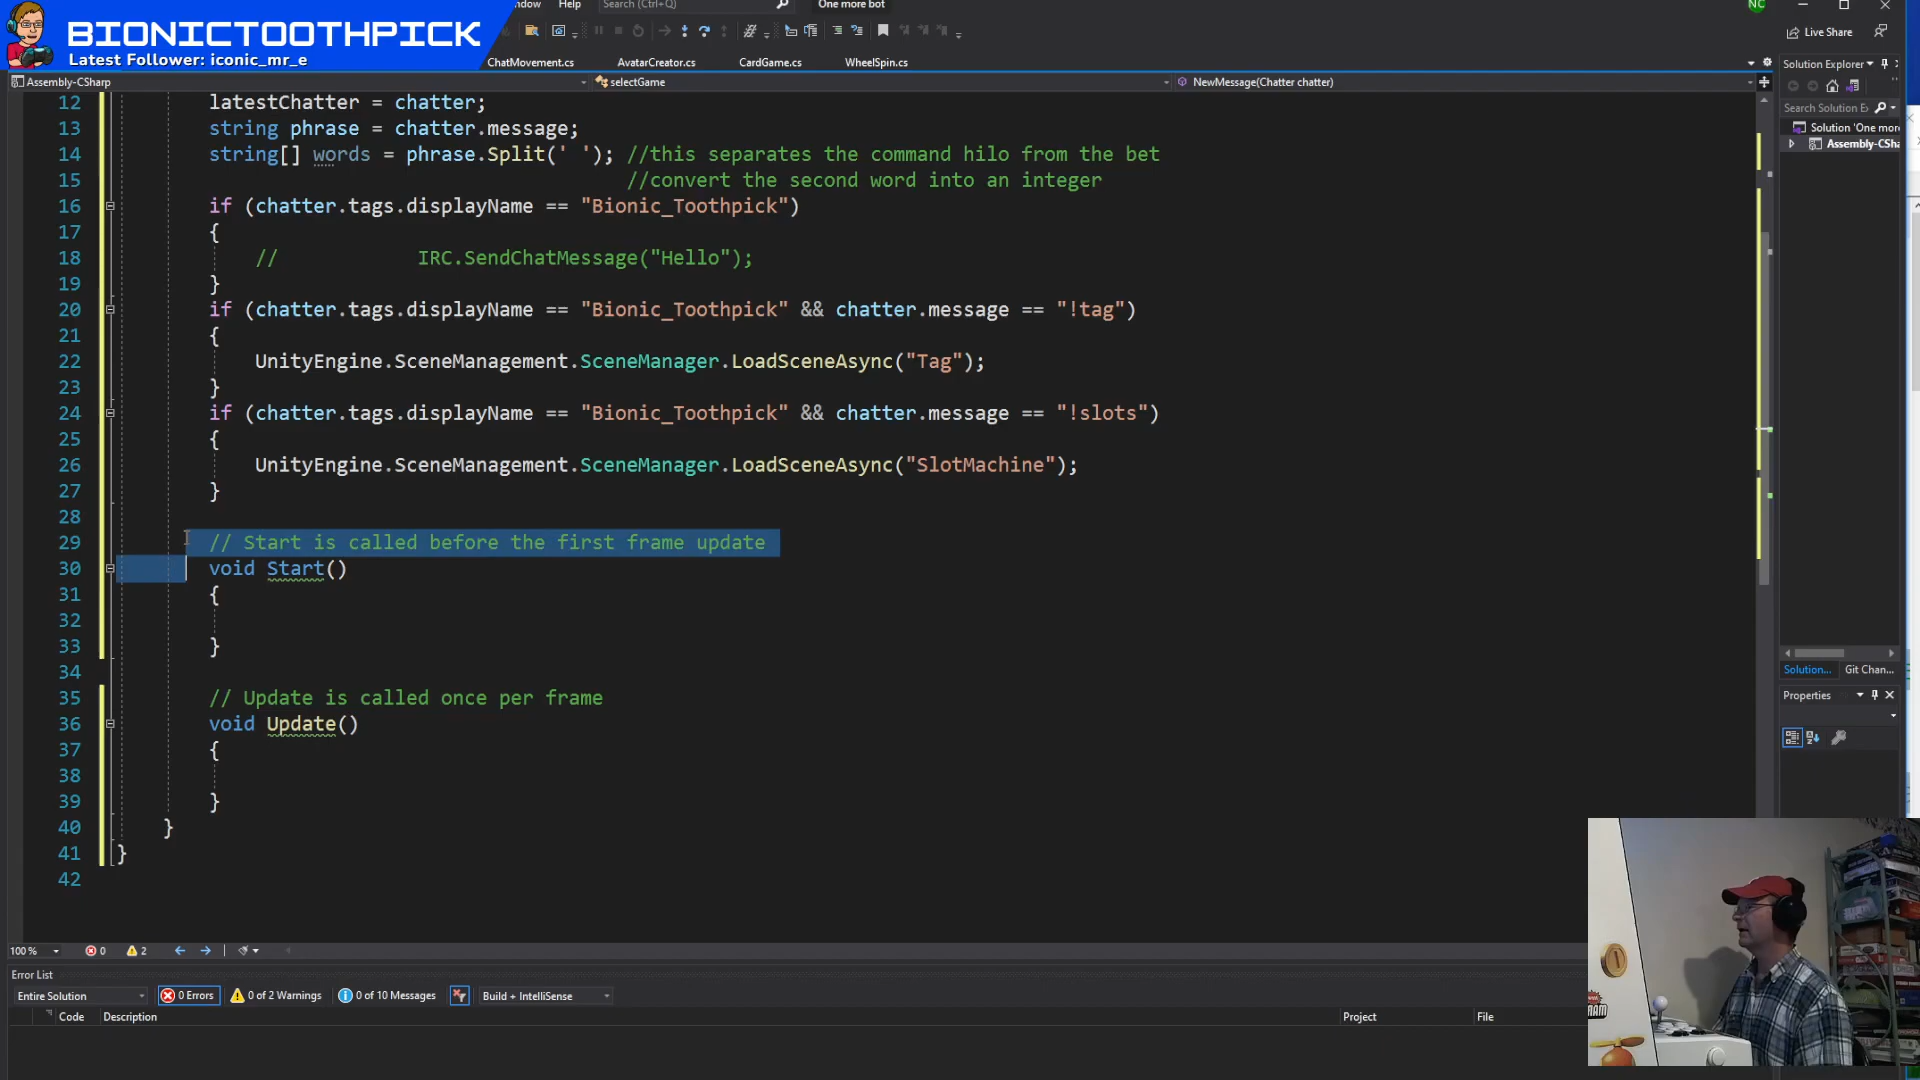 BIONICTOOTHPICK
Latest Follower: iconic_mr_e
Help
Search (Ctrl+Q)
One more bot
NC
Live Share
ChatMovement.cs
AvatarCreator.cs
CardGame.cs
WheelSpin.cs
Solution Explorer
Assembly-CSharp
selectGame
NewMessage(Chatter chatter)
Search Solution Ex
Solution 'One more
Assembly-CSha
12 latestChatter = chatter;
13 string phrase = chatter.message;
14 string[] words = phrase.Split(' '); //this separates the command hilo from the bet
15 //convert the second word into an integer
16 if (chatter.tags.displayName == "Bionic_Toothpick")
17 {
18 // IRC.SendChatMessage("Hello");
19 }
20 if (chatter.tags.displayName == "Bionic_Toothpick" && chatter.message == "!tag")
21 {
22 UnityEngine.SceneManagement.SceneManager.LoadSceneAsync("Tag");
23 }
24 if (chatter.tags.displayName == "Bionic_Toothpick" && chatter.message == "!slots")
25 {
26 UnityEngine.SceneManagement.SceneManager.LoadSceneAsync("SlotMachine");
27 }
28
29 // Start is called before the first frame update
30 void Start()
31 {
32
33 }
34
35 // Update is called once per frame
36 void Update()
37 {
38
39 }
40 }
41 }
42
Solution...
Git Chan...
Properties
100 %
0
2
Error List
Entire Solution
0 Errors
0 of 2 Warnings
0 of 10 Messages
Build + IntelliSense
Code
Description
Project
File